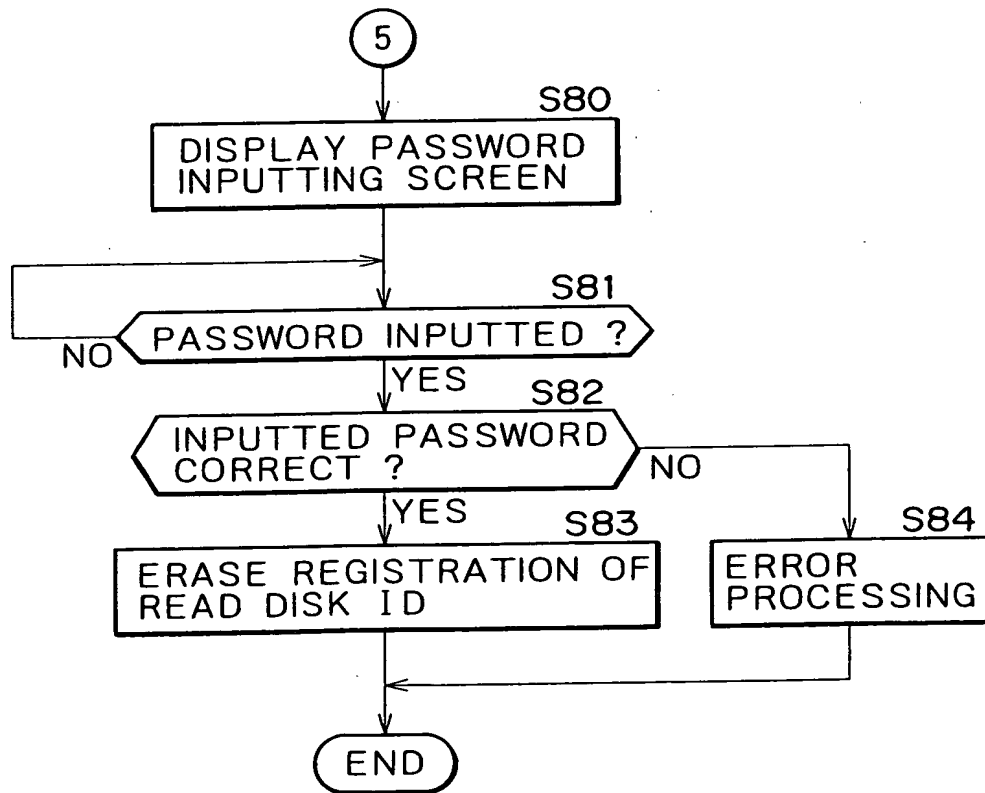 5
S80
DISPLAY PASSWORD
INPUTTING SCREEN
S81
PASSWORD INPUTTED ?
NO
YES
S82
INPUTTED PASSWORD
CORRECT ?
NO
YES
S83
ERASE REGISTRATION OF
READ DISK ID
S84
ERROR
PROCESSING
END